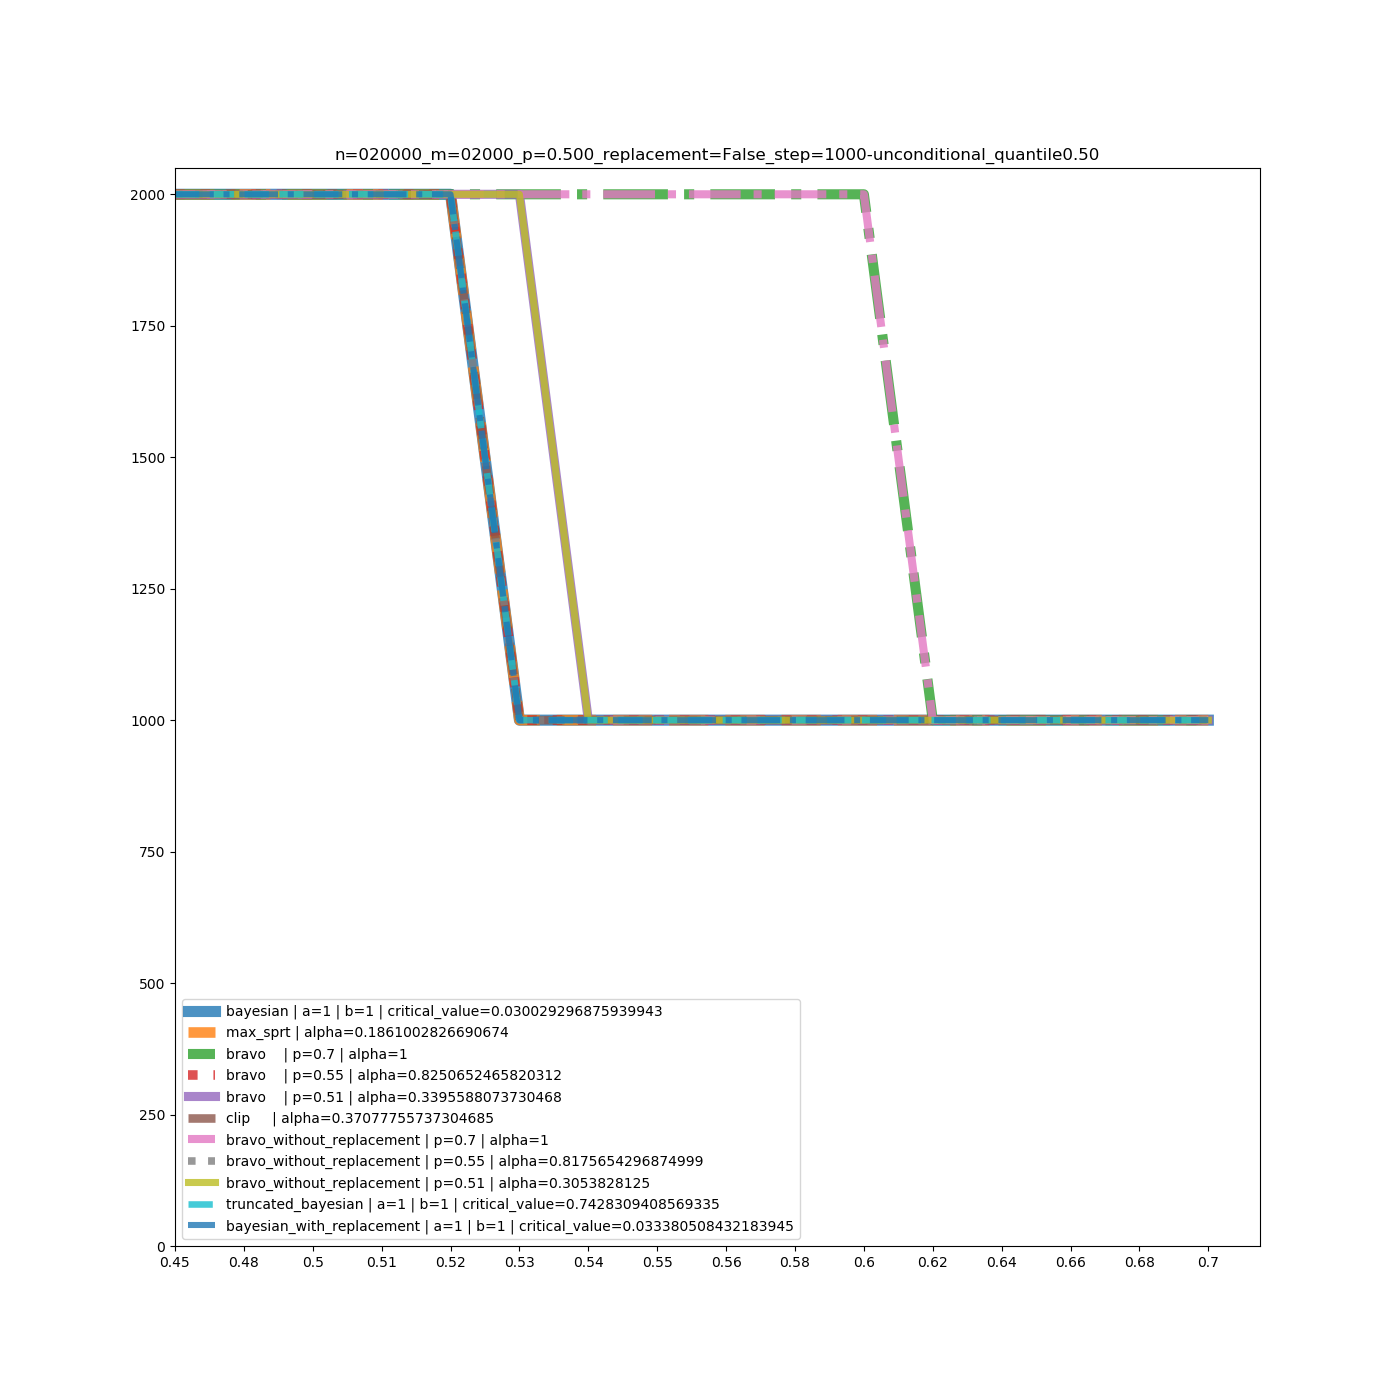 n=020000_m=02000_p=0.500_replacement=False_step=1000-unconditional_quantile0.50
2000
1750
1500
1250
1000
750
500
250
0
bayesian | a=1 | b=1 | critical_value=0.030029296875939943
max_sprt | alpha=0.1861002826690674
bravo    | p=0.7 | alpha=1
bravo    | p=0.55 | alpha=0.8250652465820312
bravo    | p=0.51 | alpha=0.3395588073730468
clip     | alpha=0.37077755737304685
bravo_without_replacement | p=0.7 | alpha=1
bravo_without_replacement | p=0.55 | alpha=0.8175654296874999
bravo_without_replacement | p=0.51 | alpha=0.3053828125
truncated_bayesian | a=1 | b=1 | critical_value=0.7428309408569335
bayesian_with_replacement | a=1 | b=1 | critical_value=0.033380508432183945
0.45 0.48 0.5 0.51 0.52 0.53 0.54 0.55 0.56 0.58 0.6 0.62 0.64 0.66 0.68 0.7